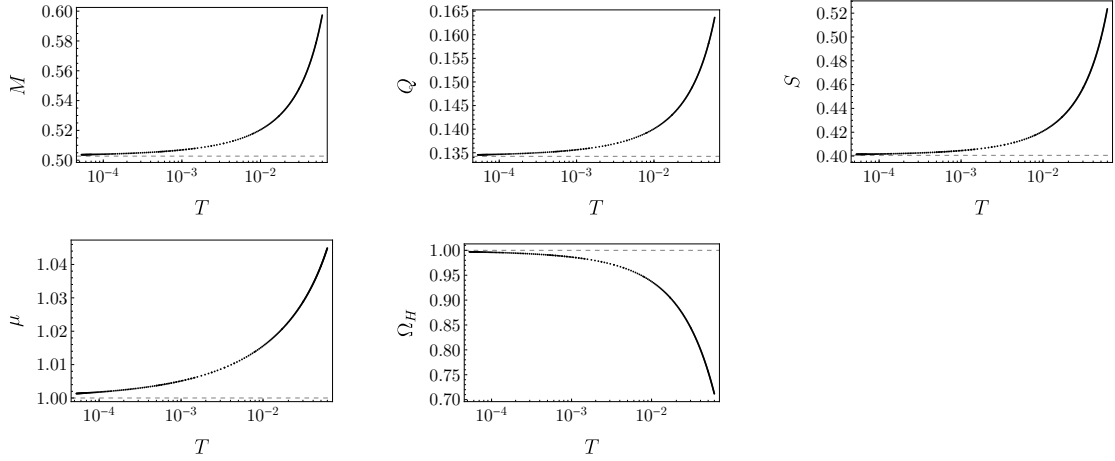 0.60
0.58
0.56
0.54
0.52
0.50
M
10⁻⁴ 10⁻³ 10⁻²
T
0.165
0.160
0.155
0.150
0.145
0.140
0.135
Q
10⁻⁴ 10⁻³ 10⁻²
T
0.52
0.50
0.48
0.46
0.44
0.42
0.40
S
10⁻⁴ 10⁻³ 10⁻²
T
1.04
1.03
1.02
1.01
1.00
μ
10⁻⁴ 10⁻³ 10⁻²
T
1.00
0.95
0.90
0.85
0.80
0.75
0.70
Ω_H
10⁻⁴ 10⁻³ 10⁻²
T